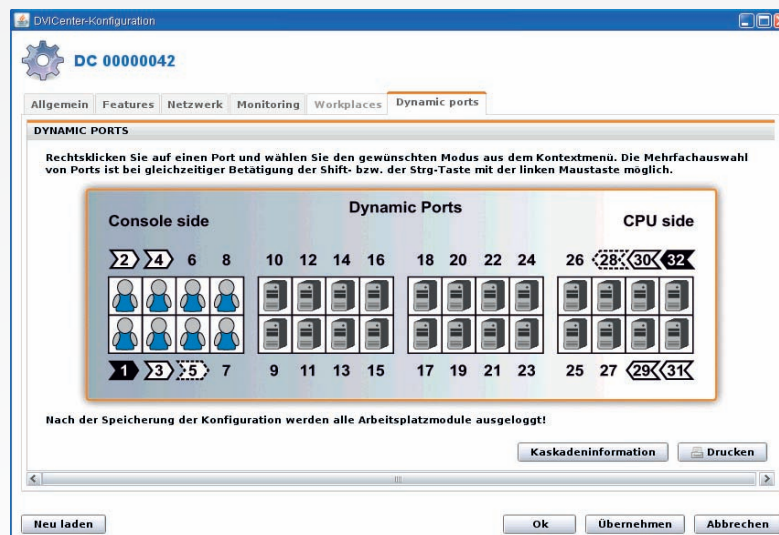 DVICenter-Konfiguration
DC 00000042
Allgemein Features Netzwerk Monitoring Workplaces Dynamic ports
DYNAMIC PORTS
Rechtsklicken Sie auf einen Port und wählen Sie den gewünschten Modus aus dem Kontextmenü. Die Mehrfachauswahl
von Ports ist bei gleichzeitiger Betätigung der Shift- bzw. der Strg-Taste mit der linken Maustaste möglich.
Dynamic Ports
Console side CPU side
2 4 6 8 10 12 14 16 18 20 22 24 26 28 30 32
1 3 5 7 9 11 13 15 17 19 21 23 25 27 29 31
Nach der Speicherung der Konfiguration werden alle Arbeitsplatzmodule ausgeloggt!
Kaskadeninformation Drucken
Neu laden Ok Übernehmen Abbrechen